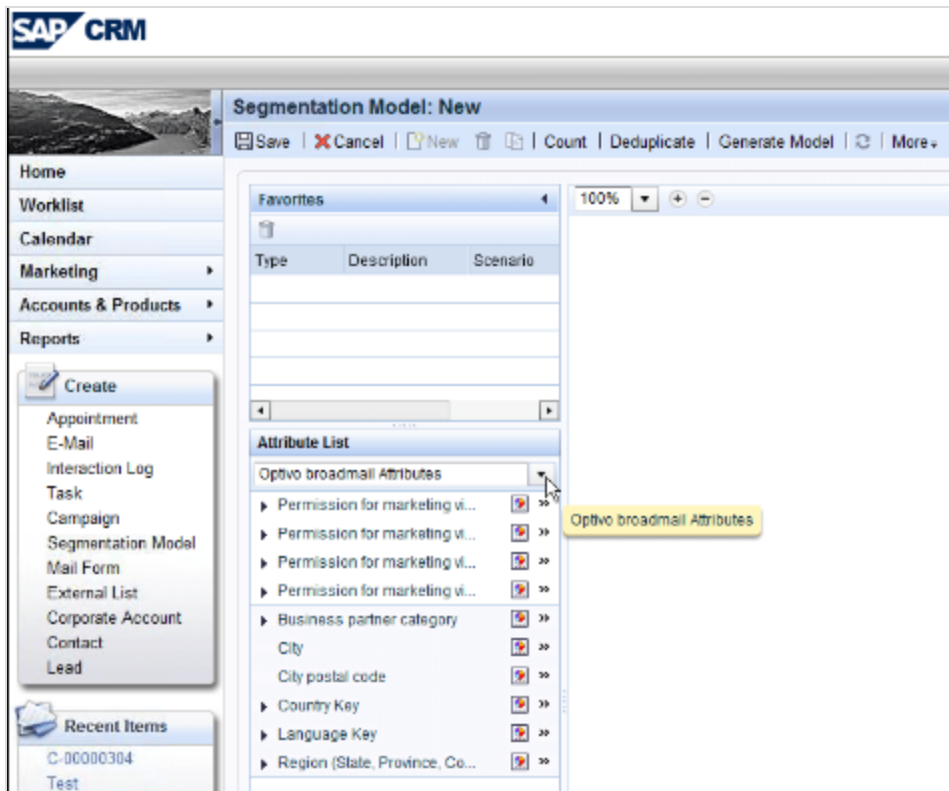 SAP CRM
Segmentation Model: New
Save | Cancel | New | Count | Deduplicate | Generate Model | More
Home
Worklist
Calendar
Marketing
Accounts & Products
Reports
Create
Appointment
E-Mail
Interaction Log
Task
Campaign
Segmentation Model
Mail Form
External List
Corporate Account
Contact
Lead
Recent Items
C-00000304
Test
Favorites
Type Description Scenario
Attribute List
Optivo broadmail Attributes
Permission for marketing vi...
Permission for marketing vi...
Permission for marketing vi...
Permission for marketing vi...
Business partner category
City
City postal code
Country Key
Language Key
Region (State, Province, Co...
100%
Optivo broadmail Attributes